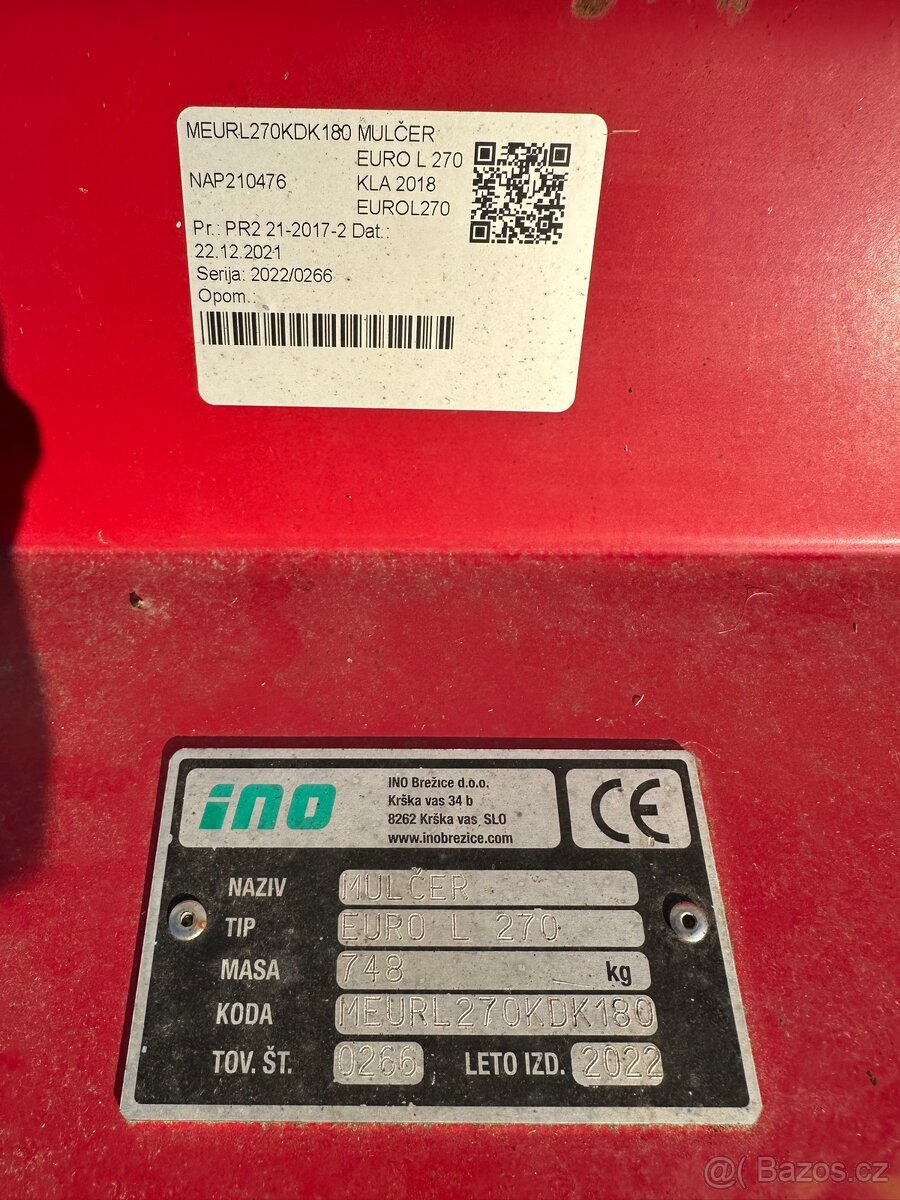 MEURL270KDK180 MULČER
EURO L 270
NAP210476 KLA 2018
EUROL270
Pr.: PR2 21-2017-2 Dat.:
22.12.2021
Serija: 2022/0266
Opom.:
ino
INO Brežice d.o.o.
Krška vas 34 b
8262 Krška vas, SLO
www.inobrezice.com
CE
NAZIV MULČER
TIP EURO L 270
MASA 748 kg
KODA MEURL270KDK180
TOV. ŠT. 0266 LETO IZD. 2022
@( Bazos.cz